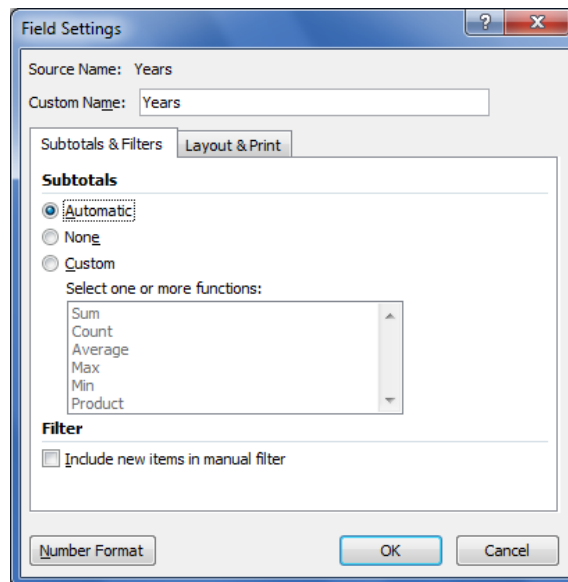 Field Settings
?
X
Source Name: Years
Custom Name: Years
Subtotals & Filters Layout & Print
Subtotals
Automatic
None
Custom
Select one or more functions:
Sum
Count
Average
Max
Min
Product
Filter
Include new items in manual filter
Number Format OK Cancel